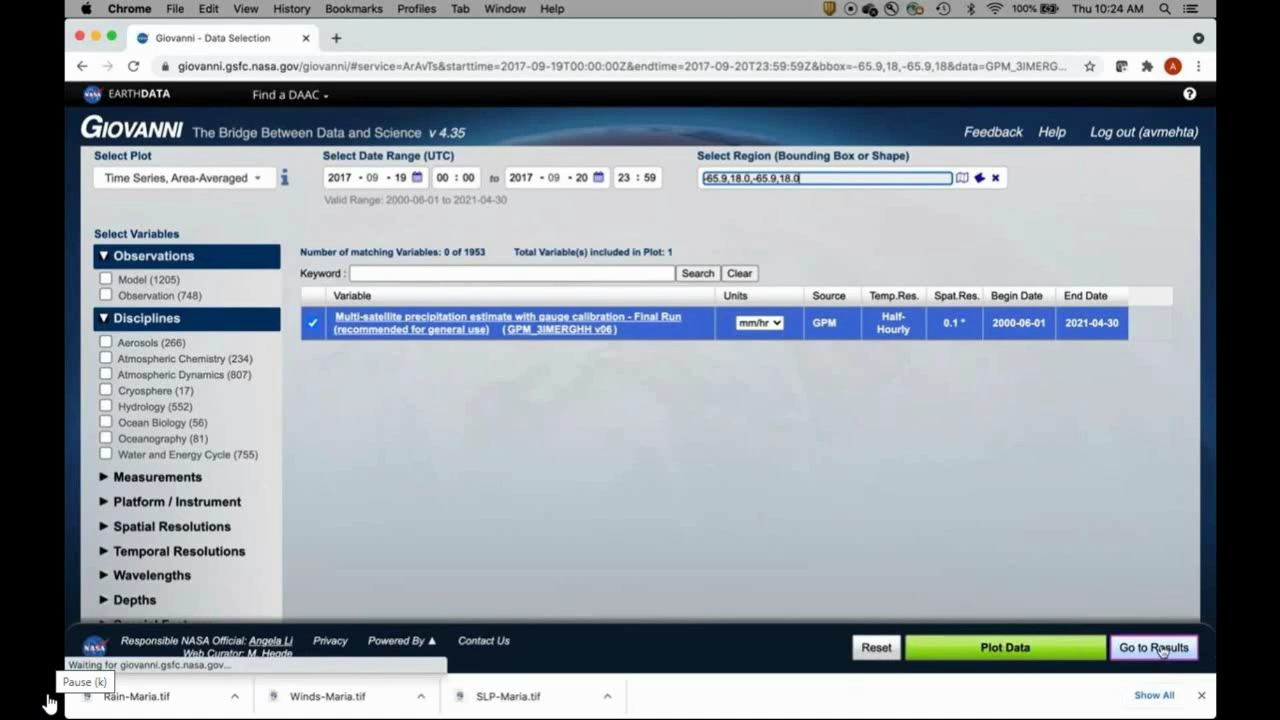 Chrome File Edit View History Bookmarks Profiles Tab Window Help 100% Thu 10:24 AM
Giovanni - Data Selection
giovanni.gsfc.nasa.gov/giovanni/#service=ArAvTs&starttime=2017-09-19T00:00:00Z&endtime=2017-09-20T23:59:59Z&bbox=-65.9,18,-65.9,18&data=GPM_3IMERG... A
EARTHDATA Find a DAAC
GIOVANNI The Bridge Between Data and Science v 4.35 Feedback Help Log out (avmehta)
Select Plot Select Date Range (UTC) Select Region (Bounding Box or Shape)
Time Series, Area-Averaged 2017 - 09 - 19 00 : 00 to 2017 - 09 - 20 23 : 59 -65.9,18.0,-65.9,18.0
Valid Range: 2000-06-01 to 2021-04-30
Select Variables
Observations
Number of matching Variables: 0 of 1953 Total Variable(s) included in Plot: 1
Model (1205)
Keyword : Search Clear
Observation (748)
Variable Units Source Temp.Res. Spat.Res. Begin Date End Date
Disciplines
Multi-satellite precipitation estimate with gauge calibration - Final Run
(recommended for general use) (GPM_3IMERGHH v06) mm/hr GPM Half-
Hourly 0.1 ° 2000-06-01 2021-04-30
Aerosols (266)
Atmospheric Chemistry (234)
Atmospheric Dynamics (807)
Cryosphere (17)
Hydrology (552)
Ocean Biology (56)
Oceanography (81)
Water and Energy Cycle (755)
Measurements
Platform / Instrument
Spatial Resolutions
Temporal Resolutions
Wavelengths
Depths
Responsible NASA Official: Angela Li Privacy Powered By Contact Us
Web Curator: M. Hegde
Reset Plot Data Go to Results
Waiting for giovanni.gsfc.nasa.gov...
Pause (k)
Rain-Maria.tif Winds-Maria.tif SLP-Maria.tif Show All